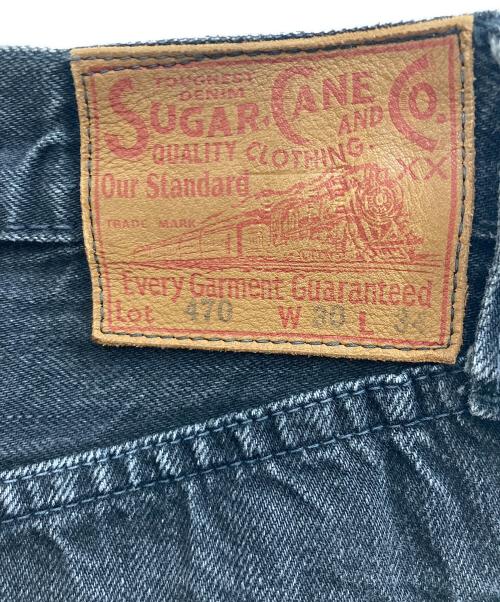 TOUGHEST
DENIM
SUGAR CANE AND CO.
QUALITY CLOTHING. XX
Our Standard
TRADE MARK
Every Garment Guaranteed
Lot 470 W 30 L 34